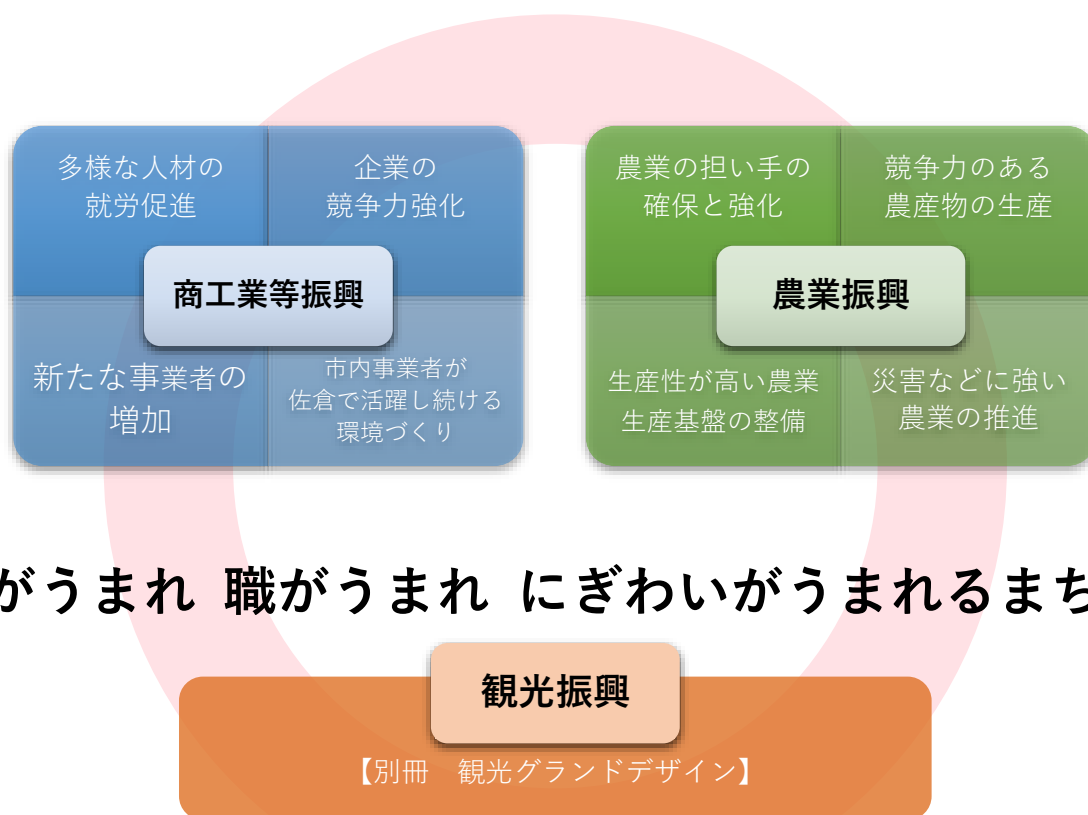 多様な人材の
就労促進
企業の
競争力強化
商工業等振興
新たな事業者の
増加
市内事業者が
佐倉で活躍し続ける
環境づくり
農業の担い手の
確保と強化
競争力のある
農産物の生産
農業振興
生産性が高い農業
生産基盤の整備
災害などに強い
農業の推進
がうまれ 職がうまれ にぎわいがうまれるまち
観光振興
【別冊　観光グランドデザイン】